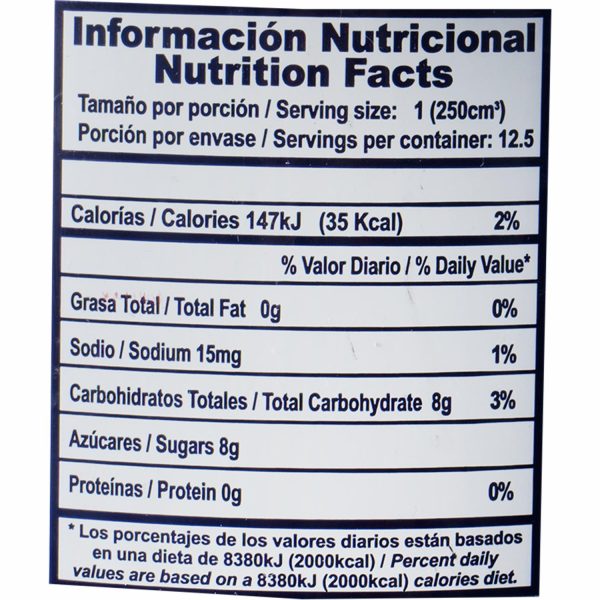 Información Nutricional
Nutrition Facts
Tamaño por porción / Serving size: 1 (250cm³)
Porción por envase / Servings per container: 12.5
Calorías / Calories 147kJ (35 Kcal) 2%
% Valor Diario / % Daily Value*
Grasa Total / Total Fat 0g 0%
Sodio / Sodium 15mg 1%
Carbohidratos Totales / Total Carbohydrate 8g 3%
Azúcares / Sugars 8g
Proteínas / Protein 0g 0%
* Los porcentajes de los valores diarios están basados
en una dieta de 8380kJ (2000kcal) / Percent daily
values are based on a 8380kJ (2000kcal) calories diet.